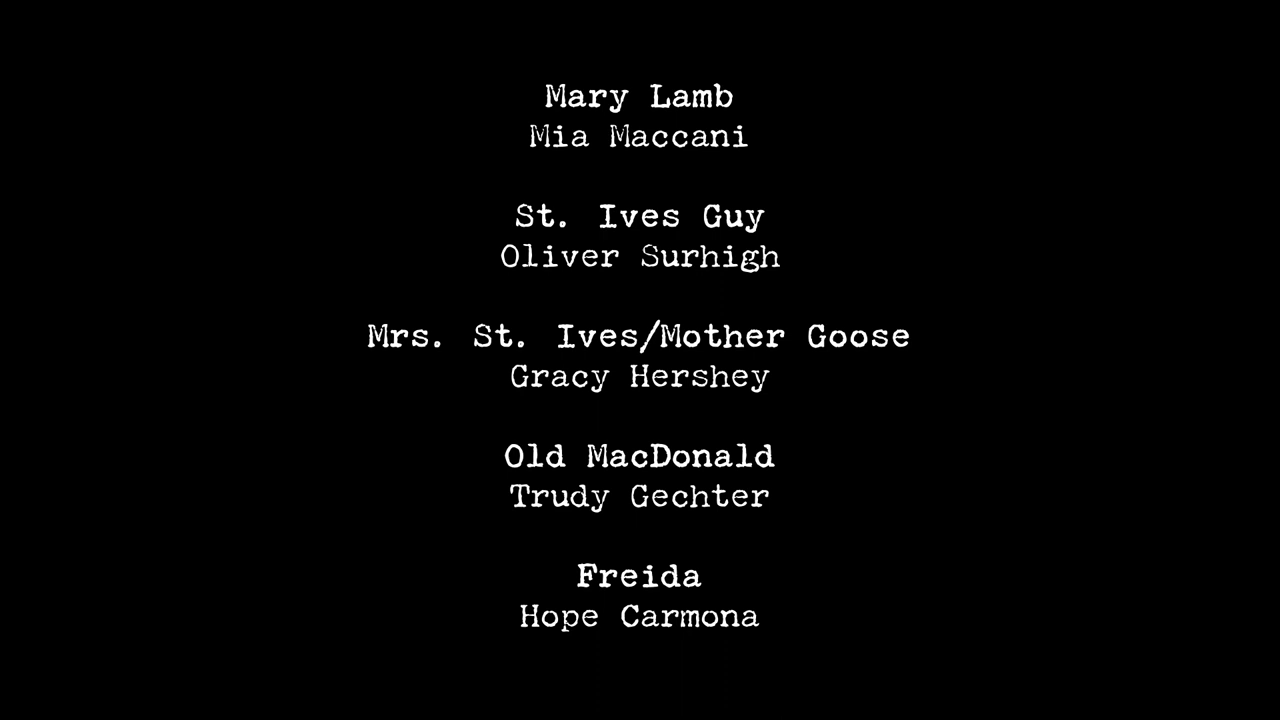 Mary Lamb
Mia Maccani
St. Ives Guy
Oliver Surhigh
Mrs. St. Ives/Mother Goose
Gracy Hershey
Old MacDonald
Trudy Gechter
Freida
Hope Carmona